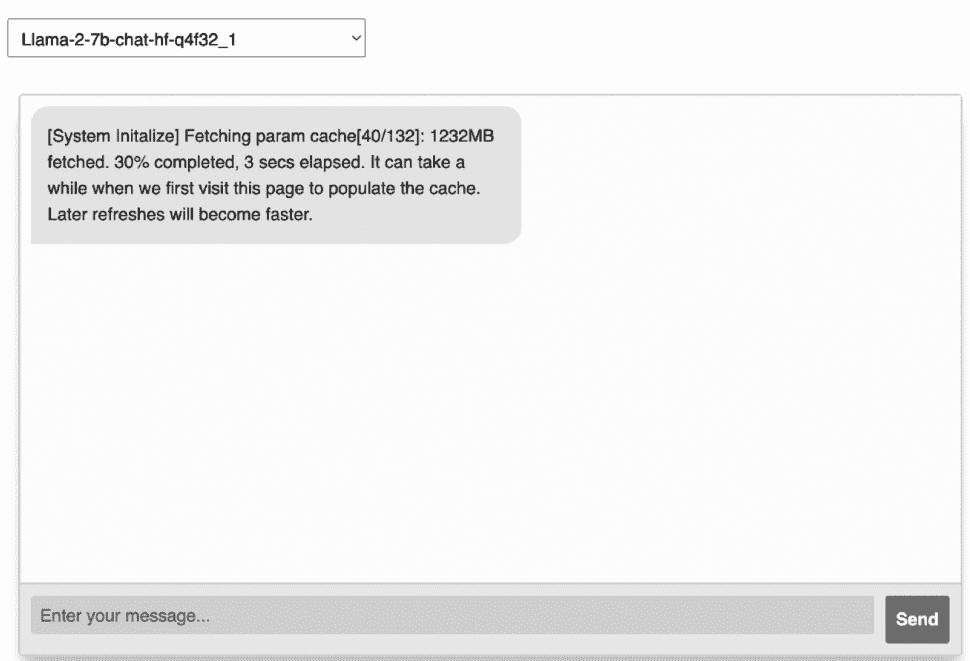 Llama-2-7b-chat-hf-q4f32_1
[System Initalize] Fetching param cache[40/132]: 1232MB
fetched. 30% completed, 3 secs elapsed. It can take a
while when we first visit this page to populate the cache.
Later refreshes will become faster.
Enter your message...
Send